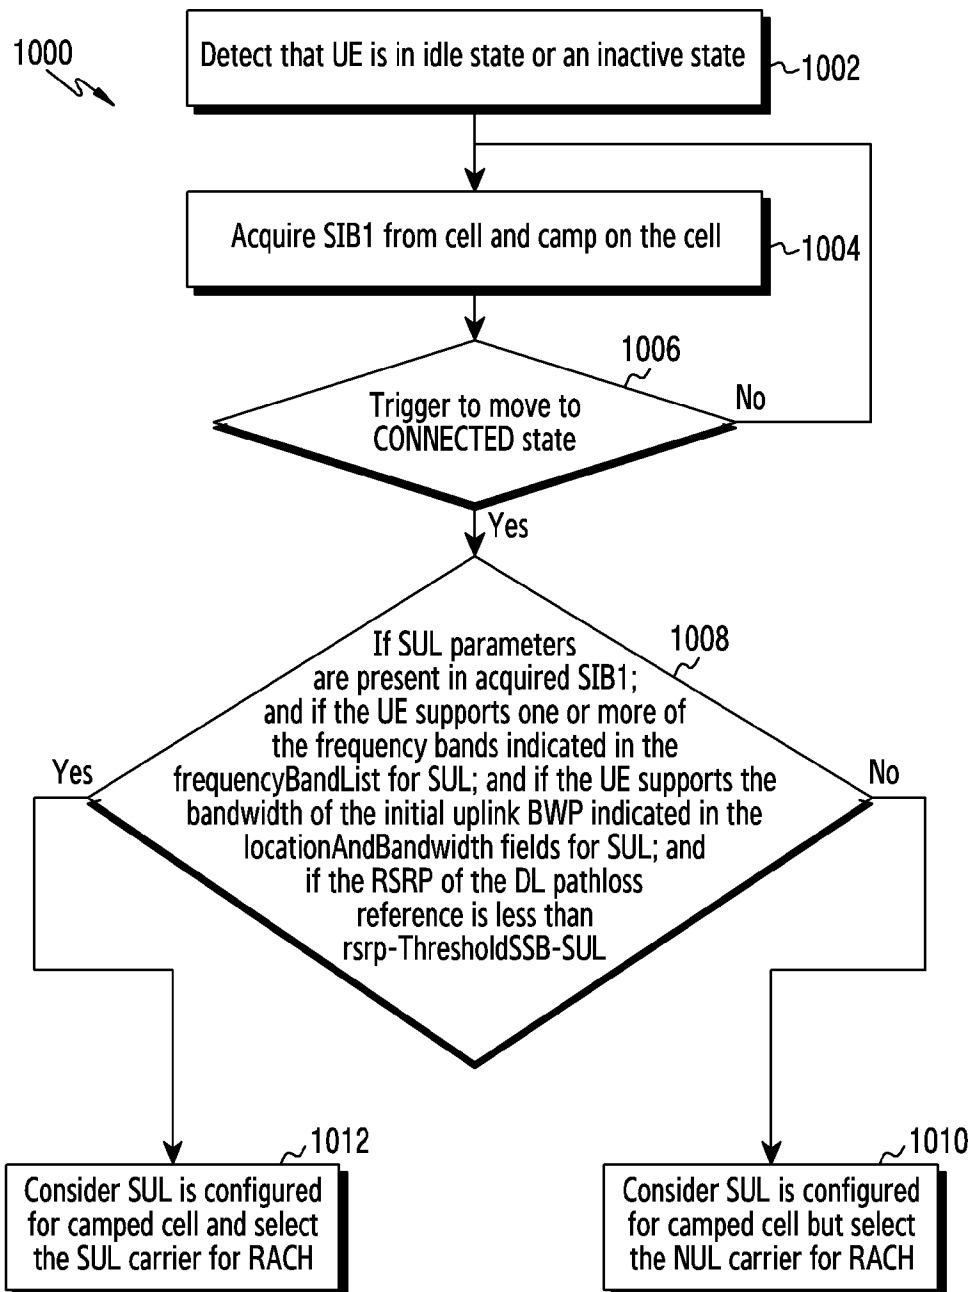 1000
Detect that UE is in idle state or an inactive state
1002
Acquire SIB1 from cell and camp on the cell
1004
1006
Trigger to move to
CONNECTED state
No
Yes
1008
If SUL parameters
are present in acquired SIB1;
and if the UE supports one or more of
the frequency bands indicated in the
frequencyBandList for SUL; and if the UE supports the
bandwidth of the initial uplink BWP indicated in the
locationAndBandwidth fields for SUL; and
if the RSRP of the DL pathloss
reference is less than
rsrp-ThresholdSSB-SUL
Yes
No
1012
Consider SUL is configured
for camped cell and select
the SUL carrier for RACH
1010
Consider SUL is configured
for camped cell but select
the NUL carrier for RACH